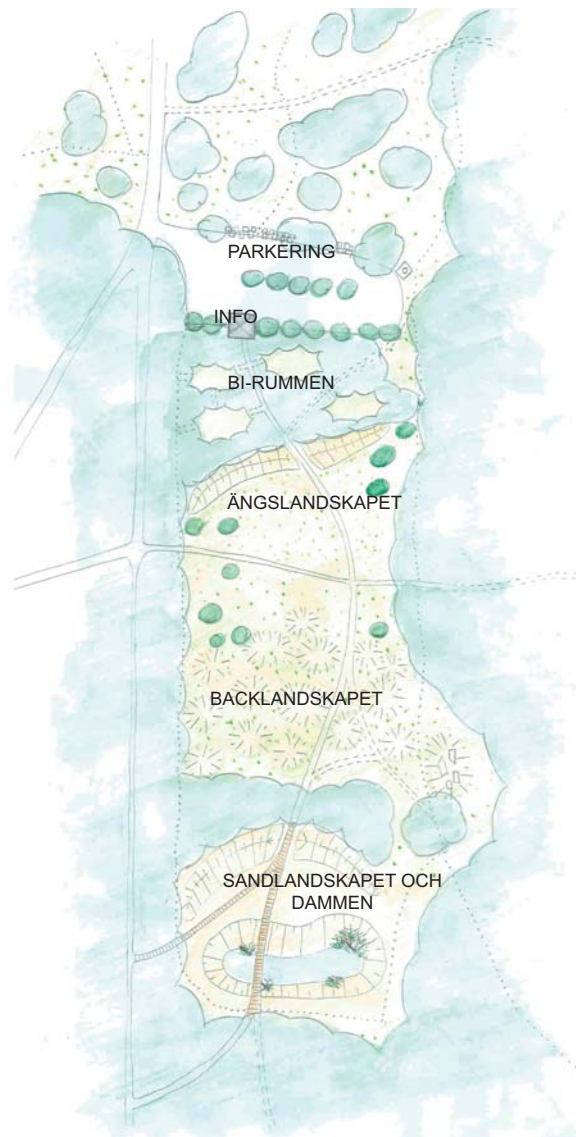 PARKERING
INFO
BI-RUMMEN
ÄNGSLANDSKAPET
BACKLANDSKAPET
SANDLANDSKAPET OCH
DAMMEN